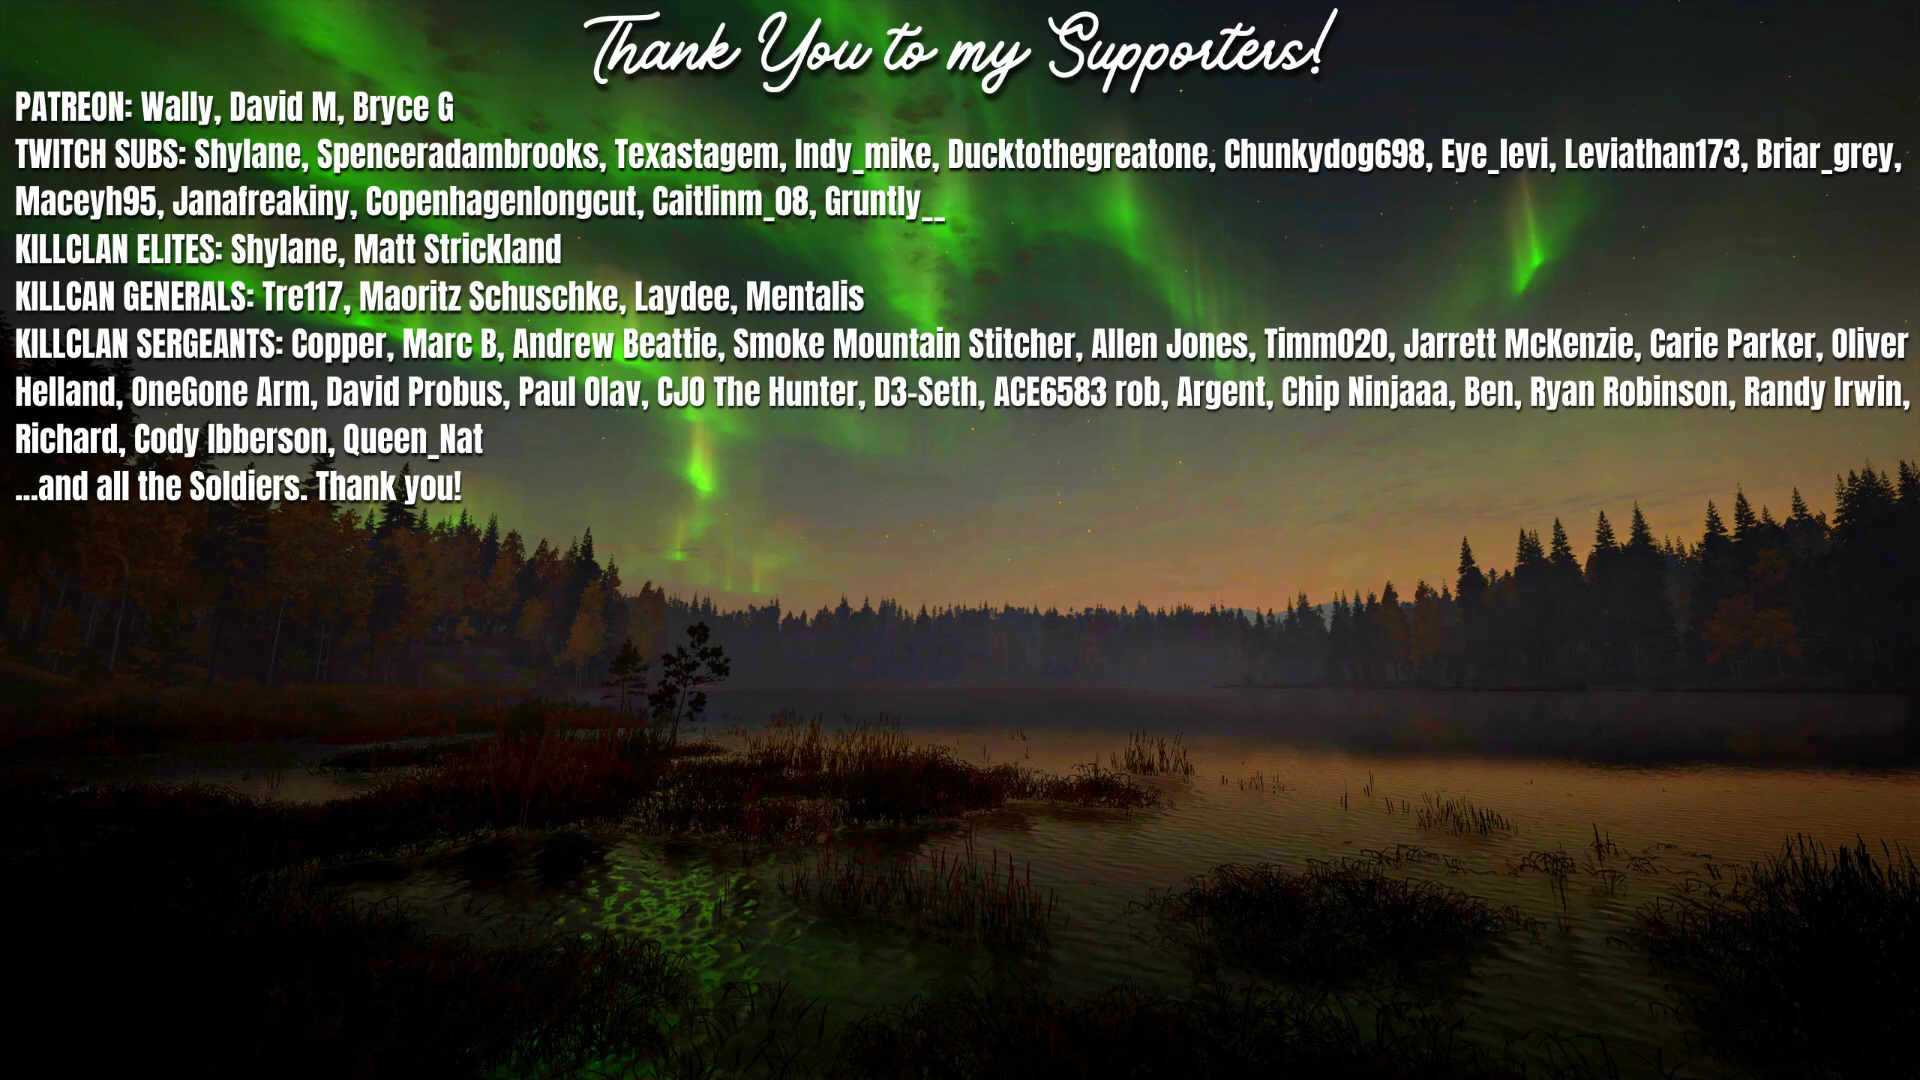 Thank You to my Supporters!
PATREON: Wally, David M, Bryce G
TWITCH SUBS: Shylane, Spenceradambrooks, Texastagem, Indy_mike, Ducktothegreatone, Chunkydog698, Eye_levi, Leviathan173, Briar_grey,
Maceyh95, Janafreakiny, Copenhagenlongcut, Caitlinm_08, Gruntly__
KILLCLAN ELITES: Shylane, Matt Strickland
KILLCAN GENERALS: Tre117, Maoritz Schuschke, Laydee, Mentalis
KILLCLAN SERGEANTS: Copper, Marc B, Andrew Beattie, Smoke Mountain Stitcher, Allen Jones, Timm020, Jarrett McKenzie, Carie Parker, Oliver
Helland, OneGone Arm, David Probus, Paul Olav, CJO The Hunter, D3-Seth, ACE6583 rob, Argent, Chip Ninjaaa, Ben, Ryan Robinson, Randy Irwin,
Richard, Cody Ibberson, Queen_Nat
...and all the Soldiers. Thank you!